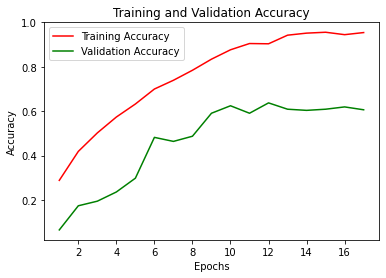 Training and Validation Accuracy
1.0
Training Accuracy
Validation Accuracy
0.8
0.6
0.4
0.2
Accuracy
2 4 6 8 10 12 14 16
Epochs